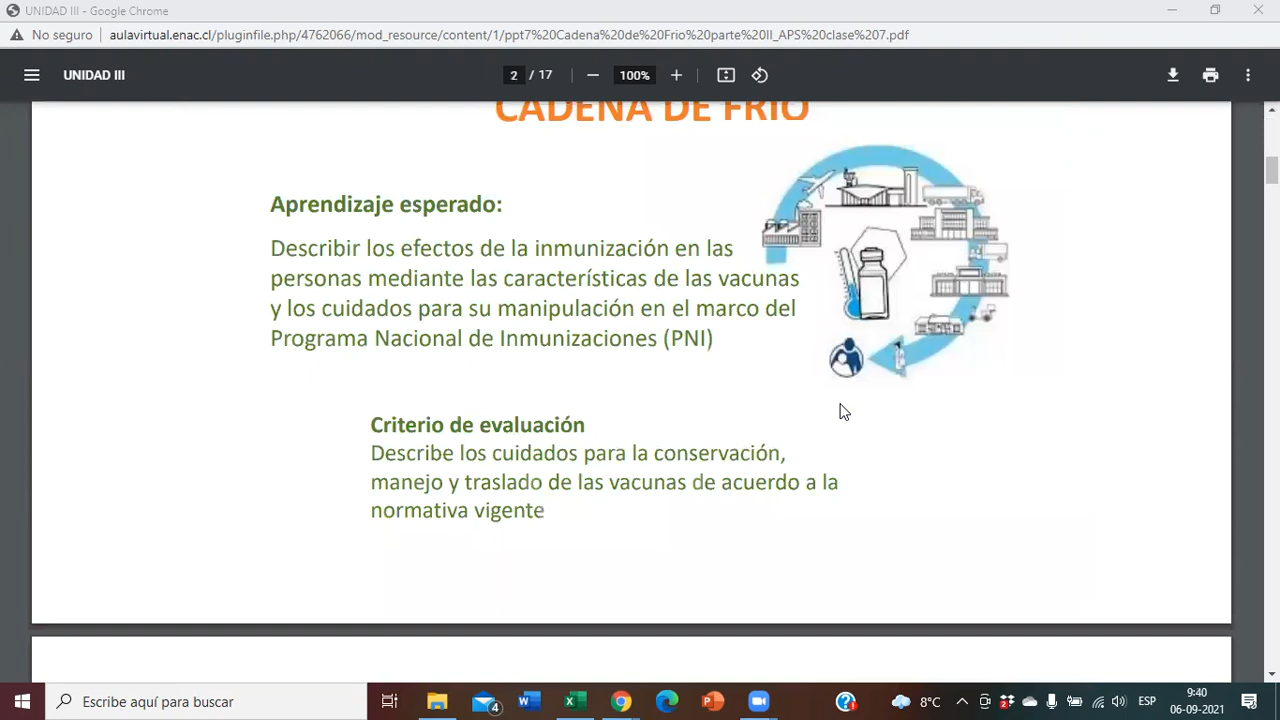 UNIDAD III - Google Chrome
No seguro
aulavirtual.enac.cl/pluginfile.php/4762066/mod_resource/content/1/ppt7%20Cadena%20de%20Frio%20parte%20II_APS%20clase%207.pdf
UNIDAD III
2 / 17
100%
CADENA DE FRIO
Aprendizaje esperado:
Describir los efectos de la inmunización en las
personas mediante las características de las vacunas
y los cuidados para su manipulación en el marco del
Programa Nacional de Inmunizaciones (PNI)
Criterio de evaluación
Describe los cuidados para la conservación,
manejo y traslado de las vacunas de acuerdo a la
normativa vigente
Escribe aquí para buscar
4
2
8°C
ESP
9:40
06-09-2021